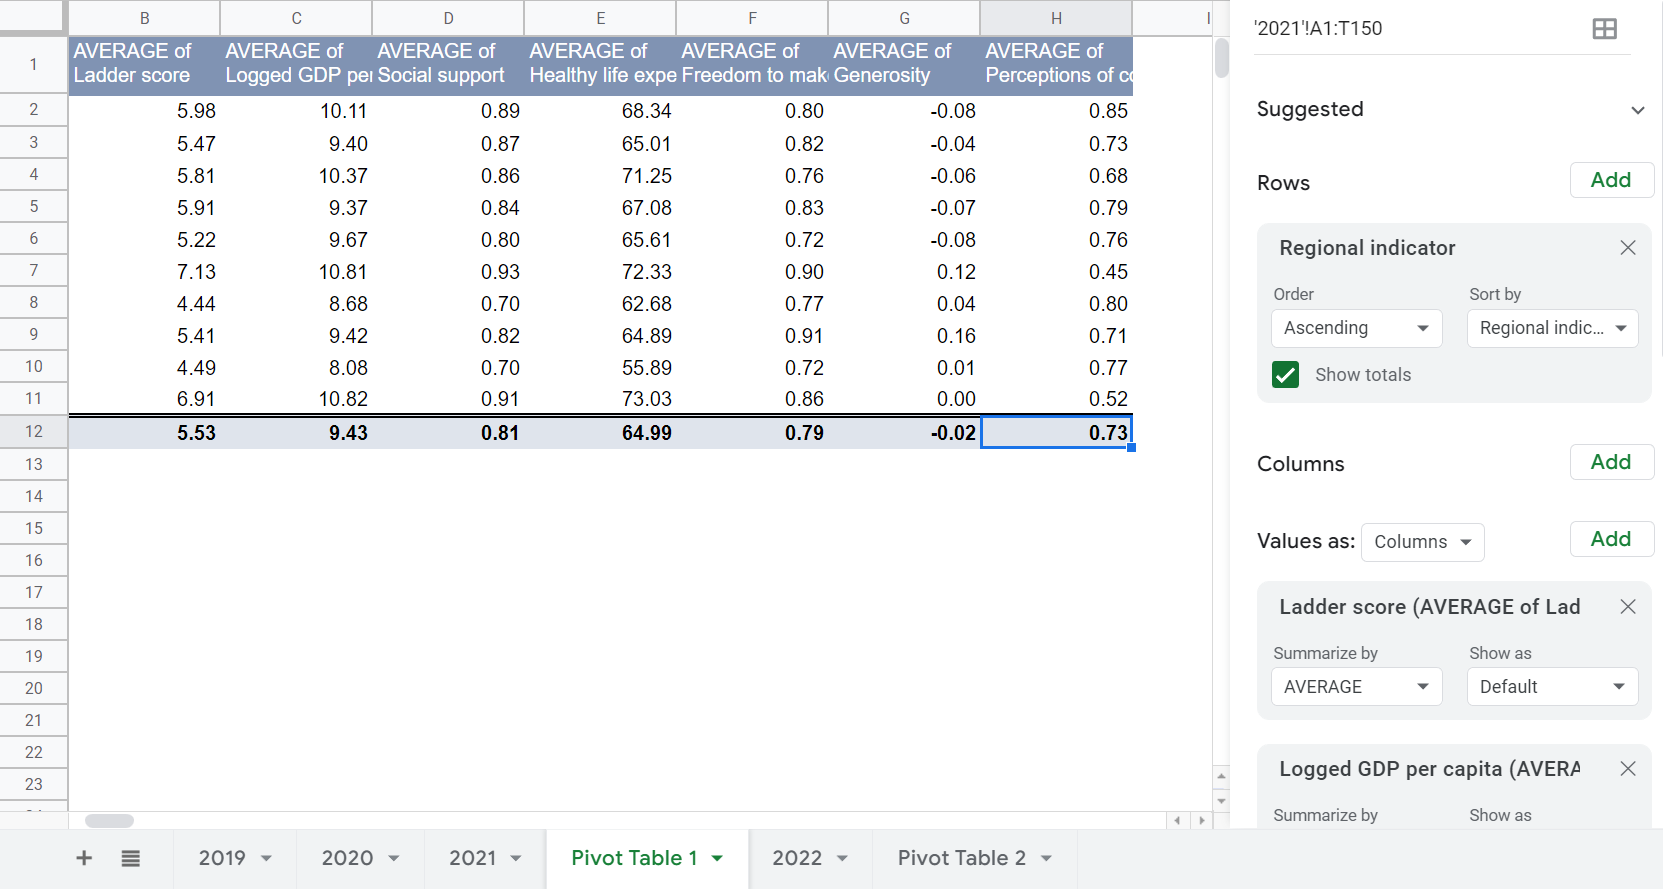 B C D E F G H I
1 AVERAGE of AVERAGE of AVERAGE of AVERAGE of AVERAGE of AVERAGE of AVERAGE of
Ladder score Logged GDP per Social support Healthy life expe Freedom to mak Generosity Perceptions of co
2 5.98 10.11 0.89 68.34 0.80 -0.08 0.85
3 5.47 9.40 0.87 65.01 0.82 -0.04 0.73
4 5.81 10.37 0.86 71.25 0.76 -0.06 0.68
5 5.91 9.37 0.84 67.08 0.83 -0.07 0.79
6 5.22 9.67 0.80 65.61 0.72 -0.08 0.76
7 7.13 10.81 0.93 72.33 0.90 0.12 0.45
8 4.44 8.68 0.70 62.68 0.77 0.04 0.80
9 5.41 9.42 0.82 64.89 0.91 0.16 0.71
10 4.49 8.08 0.70 55.89 0.72 0.01 0.77
11 6.91 10.82 0.91 73.03 0.86 0.00 0.52
12 5.53 9.43 0.81 64.99 0.79 -0.02 0.73
13
14
15
16
17
18
19
20
21
22
23
'2021'!A1:T150
Suggested
Rows Add
Regional indicator
Order Sort by
Ascending Regional indic...
Show totals
Columns Add
Values as: Columns Add
Ladder score (AVERAGE of Lad
Summarize by Show as
AVERAGE Default
Logged GDP per capita (AVERA
Summarize by Show as
2019 2020 2021 Pivot Table 1 2022 Pivot Table 2